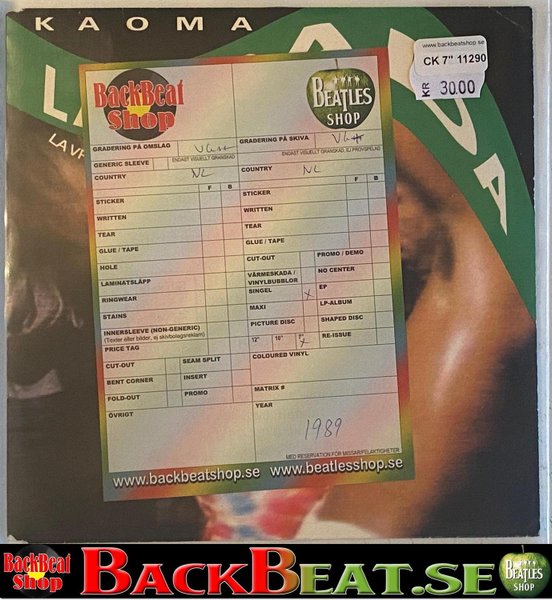 KAOMA
www.backbeatshop.se
CK 7" 11290
KR 30.00
LA VR
BackBeat
Shop
BEATLES
SHOP
GRADERING PÅ OMSLAG
GRADERING PÅ SKIVA
ENDAST VISUELLT GRANSKAD
ENDAST VISUELLT GRANSKAD, EJ PROVSPELAD
GENERIC SLEEVE
COUNTRY NL
COUNTRY NL
F B
F B
STICKER
STICKER
WRITTEN
WRITTEN
TEAR
TEAR
GLUE / TAPE
GLUE / TAPE
HOLE
CUT-OUT
PROMO / DEMO
LAMINATSLÄPP
VÄRMESKADA /
VINYLBUBBLOR
NO CENTER
RINGWEAR
SINGEL X
EP
STAINS
MAXI
LP-ALBUM
INNERSLEEVE (NON-GENERIC)
(Texter eller bilder, ej skivbolagsreklam)
PICTURE DISC
SHAPED DISC
PRICE TAG
12" 10" 7" X
RE-ISSUE
CUT-OUT
SEAM SPLIT
COLOURED VINYL
BENT CORNER
INSERT
FOLD-OUT
PROMO
MATRIX #
ÖVRIGT
YEAR
1989
MED RESERVATION FÖR MISSAR/FELAKTIGHETER
www.backbeatshop.se www.beatlesshop.se
BackBeat
Shop
BACKBEAT.SE
BEATLES
SHOP